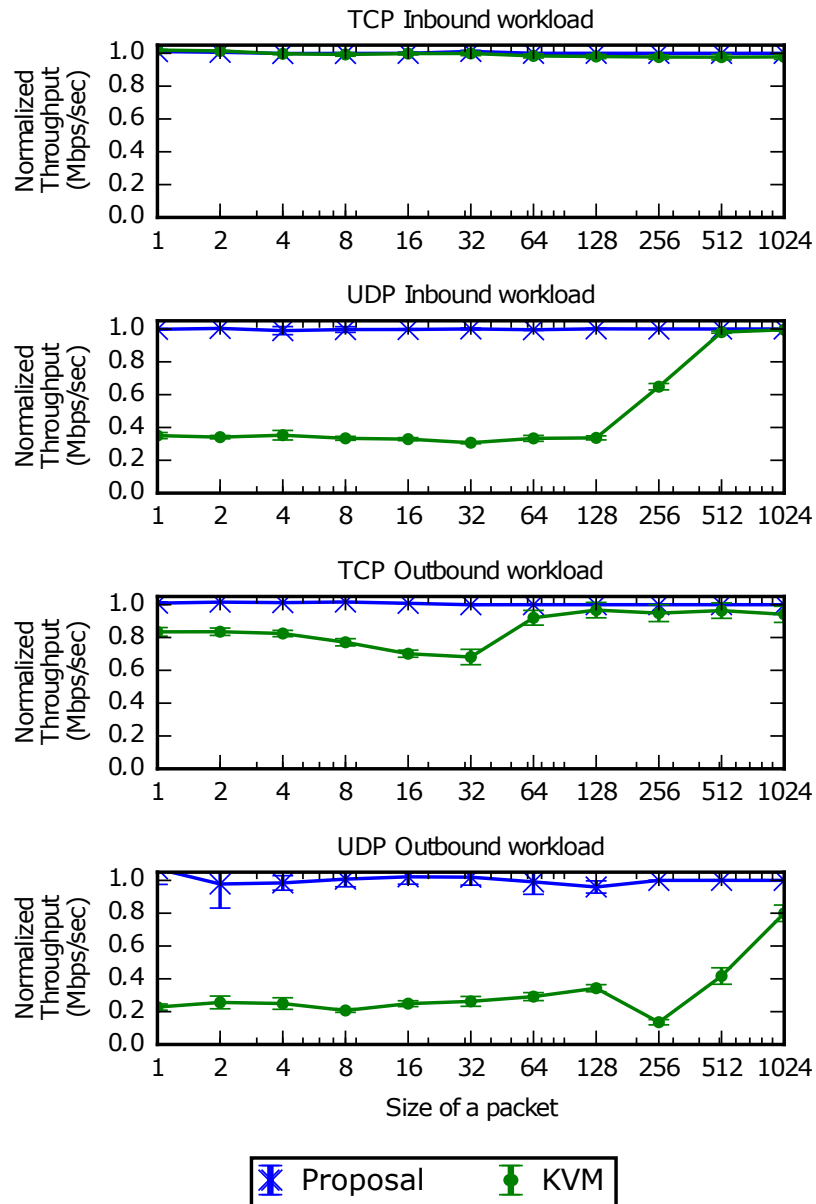 TCP Inbound workload
Normalized
Throughput
(Mbps/sec)
1.0
0.8
0.6
0.4
0.2
0.0
1 2 4 8 16 32 64 128 256 512 1024
UDP Inbound workload
Normalized
Throughput
(Mbps/sec)
1.0
0.8
0.6
0.4
0.2
0.0
1 2 4 8 16 32 64 128 256 512 1024
TCP Outbound workload
Normalized
Throughput
(Mbps/sec)
1.0
0.8
0.6
0.4
0.2
0.0
1 2 4 8 16 32 64 128 256 512 1024
UDP Outbound workload
Normalized
Throughput
(Mbps/sec)
1.0
0.8
0.6
0.4
0.2
0.0
1 2 4 8 16 32 64 128 256 512 1024
Size of a packet
Proposal KVM